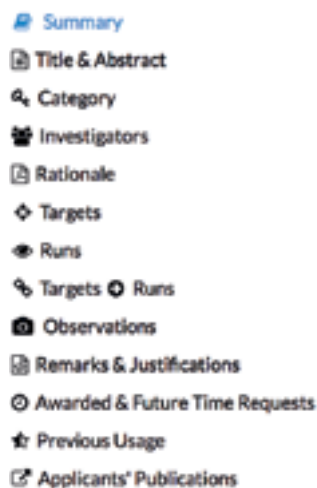 Summary
Title & Abstract
Category
Investigators
Rationale
Targets
Runs
Targets Runs
Observations
Remarks & Justifications
Awarded & Future Time Requests
Previous Usage
Applicants' Publications